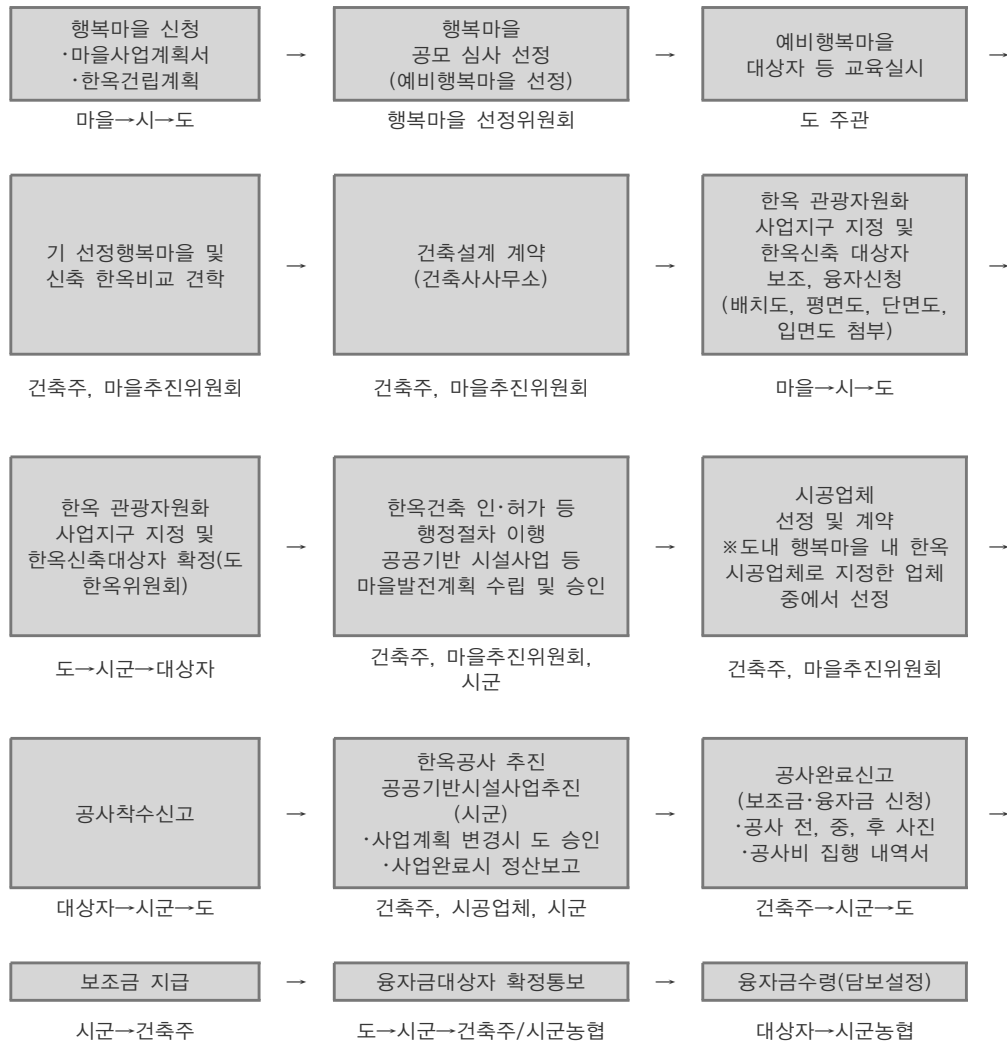 행복마을 신청
·마을사업계획서
·한옥건립계획
→
행복마을
공모 심사 선정
(예비행복마을 선정)
→
예비행복마을
대상자 등 교육실시
→
마을→시→도
행복마을 선정위원회
도 주관
기 선정행복마을 및
신축 한옥비교 견학
→
건축설계 계약
(건축사사무소)
→
한옥 관광자원화
사업지구 지정 및
한옥신축 대상자
보조, 융자신청
(배치도, 평면도, 단면도,
입면도 첨부)
→
건축주, 마을추진위원회
건축주, 마을추진위원회
마을→시→도
한옥 관광자원화
사업지구 지정 및
한옥신축대상자 확정(도
한옥위원회)
→
한옥건축 인·허가 등
행정절차 이행
공공기반 시설사업 등
마을발전계획 수립 및 승인
→
시공업체
선정 및 계약
※도내 행복마을 내 한옥
시공업체로 지정한 업체
중에서 선정
→
도→시군→대상자
건축주, 마을추진위원회,
시군
건축주, 마을추진위원회
공사착수신고
→
한옥공사 추진
공공기반시설사업추진
(시군)
·사업계획 변경시 도 승인
·사업완료시 정산보고
→
공사완료신고
(보조금·융자금 신청)
·공사 전, 중, 후 사진
·공사비 집행 내역서
→
대상자→시군→도
건축주, 시공업체, 시군
건축주→시군→도
보조금 지급
→
융자금대상자 확정통보
→
융자금수령(담보설정)
시군→건축주
도→시군→건축주/시군농협
대상자→시군농협